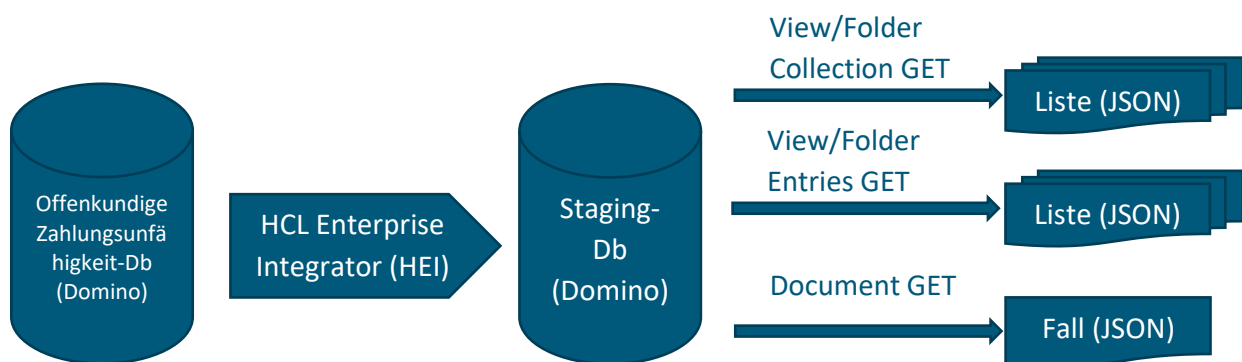 Offenkundige
Zahlungsunfä
higkeit-Db
(Domino)
HCL Enterprise
Integrator (HEI)
Staging-
Db
(Domino)
View/Folder
Collection GET
Liste (JSON)
View/Folder
Entries GET
Liste (JSON)
Document GET
Fall (JSON)